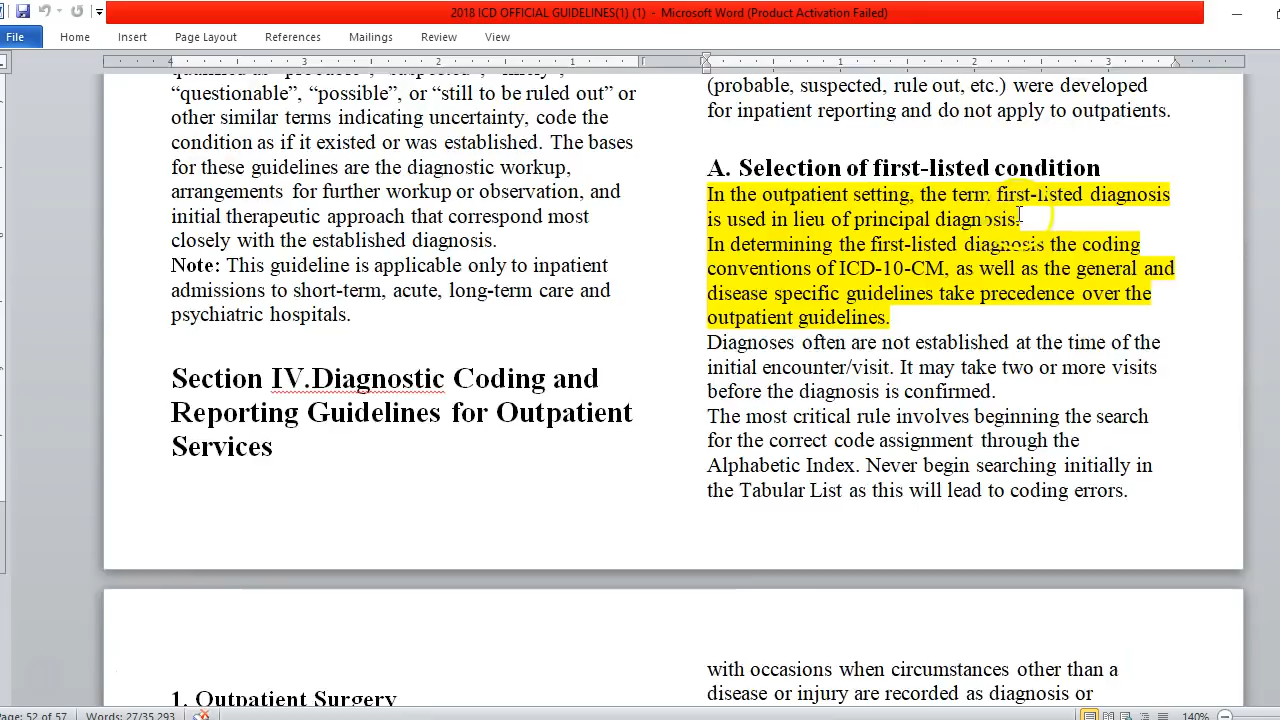 2018 ICD OFFICIAL GUIDELINES(1) (1) - Microsoft Word (Product Activation Failed)
File Home Insert Page Layout References Mailings Review View
4 3 2 1 1 2 3
“questionable”, “possible”, or “still to be ruled out” or
other similar terms indicating uncertainty, code the
condition as if it existed or was established. The bases
for these guidelines are the diagnostic workup,
arrangements for further workup or observation, and
initial therapeutic approach that correspond most
closely with the established diagnosis.
Note: This guideline is applicable only to inpatient
admissions to short-term, acute, long-term care and
psychiatric hospitals.
Section IV.Diagnostic Coding and
Reporting Guidelines for Outpatient
Services
(probable, suspected, rule out, etc.) were developed
for inpatient reporting and do not apply to outpatients.
A. Selection of first-listed condition
In the outpatient setting, the term first-listed diagnosis
is used in lieu of principal diagnosis.
In determining the first-listed diagnosis the coding
conventions of ICD-10-CM, as well as the general and
disease specific guidelines take precedence over the
outpatient guidelines.
Diagnoses often are not established at the time of the
initial encounter/visit. It may take two or more visits
before the diagnosis is confirmed.
The most critical rule involves beginning the search
for the correct code assignment through the
Alphabetic Index. Never begin searching initially in
the Tabular List as this will lead to coding errors.
1. Outpatient Surgery
with occasions when circumstances other than a
disease or injury are recorded as diagnosis or
Page: 52 of 57 Words: 27/35,293 140%